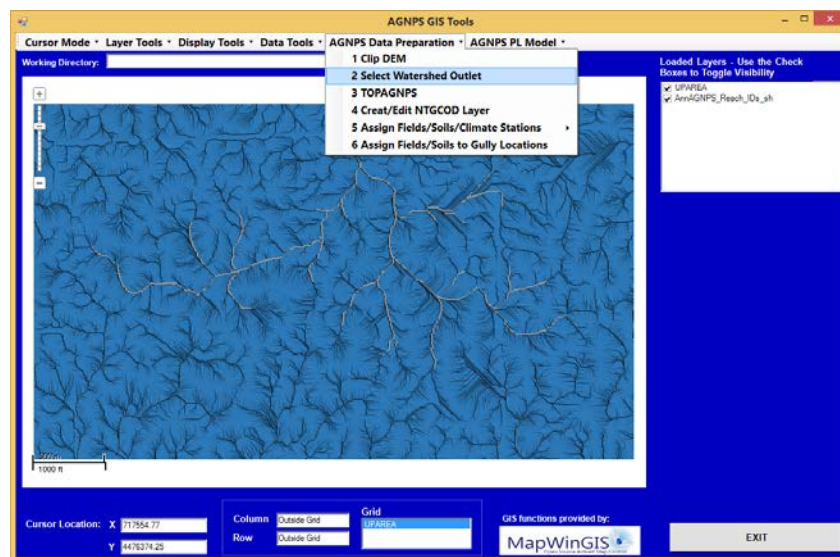 AGNPS GIS Tools
Cursor Mode Layer Tools Display Tools Data Tools AGNPS Data Preparation AGNPS PL Model
Working Directory:
1 Clip DEM
2 Select Watershed Outlet
3 TOPAGNPS
4 Creat/Edit NTGCOD Layer
5 Assign Fields/Soils/Climate Stations
6 Assign Fields/Soils to Gully Locations
Loaded Layers - Use the Check
Boxes to Toggle Visibility
UPAREA
AnnAGNPS_Reach_IDs_sh
1000 ft
Cursor Location: X 717554.77
Y 4476374.25
Column Outside Grid
Row Outside Grid
Grid
UPAREA
GIS functions provided by:
MapWinGIS
EXIT